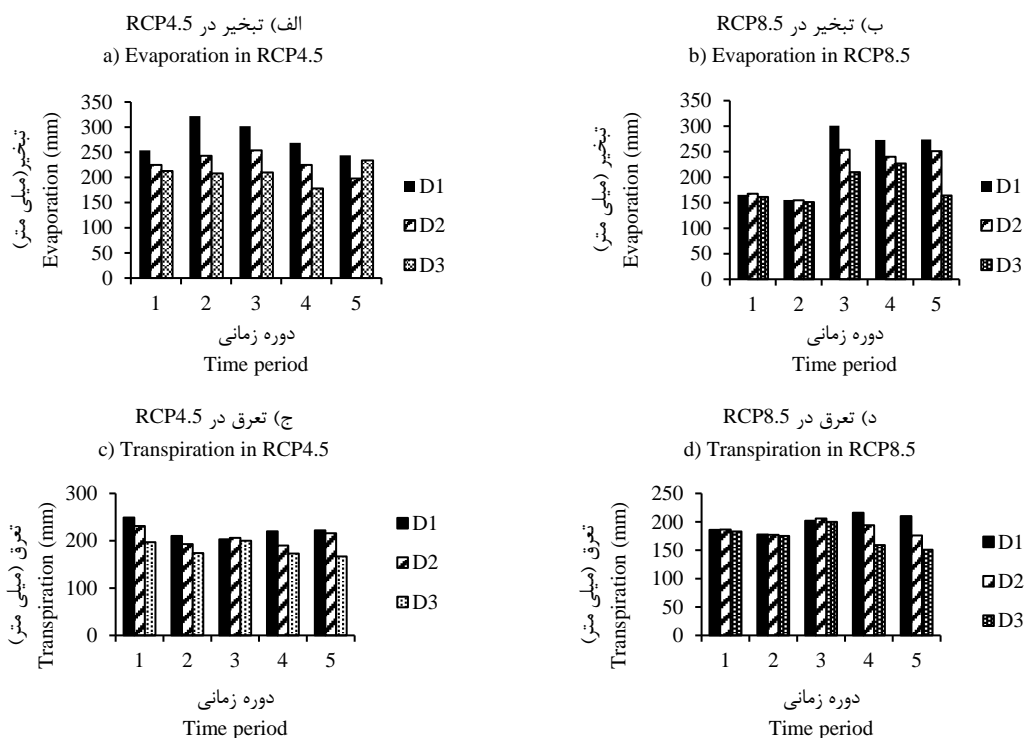 الف) تبخیر در RCP4.5
a) Evaporation in RCP4.5
تبخیر(میلی متر)
Evaporation (mm)
350
300
250
200
150
100
50
0
1 2 3 4 5
دوره زمانی
Time period
D1
D2
D3
ب) تبخیر در RCP8.5
b) Evaporation in RCP8.5
تبخیر (میلی متر)
Evaporation (mm)
350
300
250
200
150
100
50
0
1 2 3 4 5
دوره زمانی
Time period
D1
D2
D3
ج) تعرق در RCP4.5
c) Transpiration in RCP4.5
تعرق (میلی متر)
Transpiration (mm)
300
200
100
0
1 2 3 4 5
دوره زمانی
Time period
D1
D2
D3
د) تعرق در RCP8.5
d) Transpiration in RCP8.5
تعرق (میلی متر)
Transpiration (mm)
250
200
150
100
50
0
1 2 3 4 5
دوره زمانی
Time period
D1
D2
D3